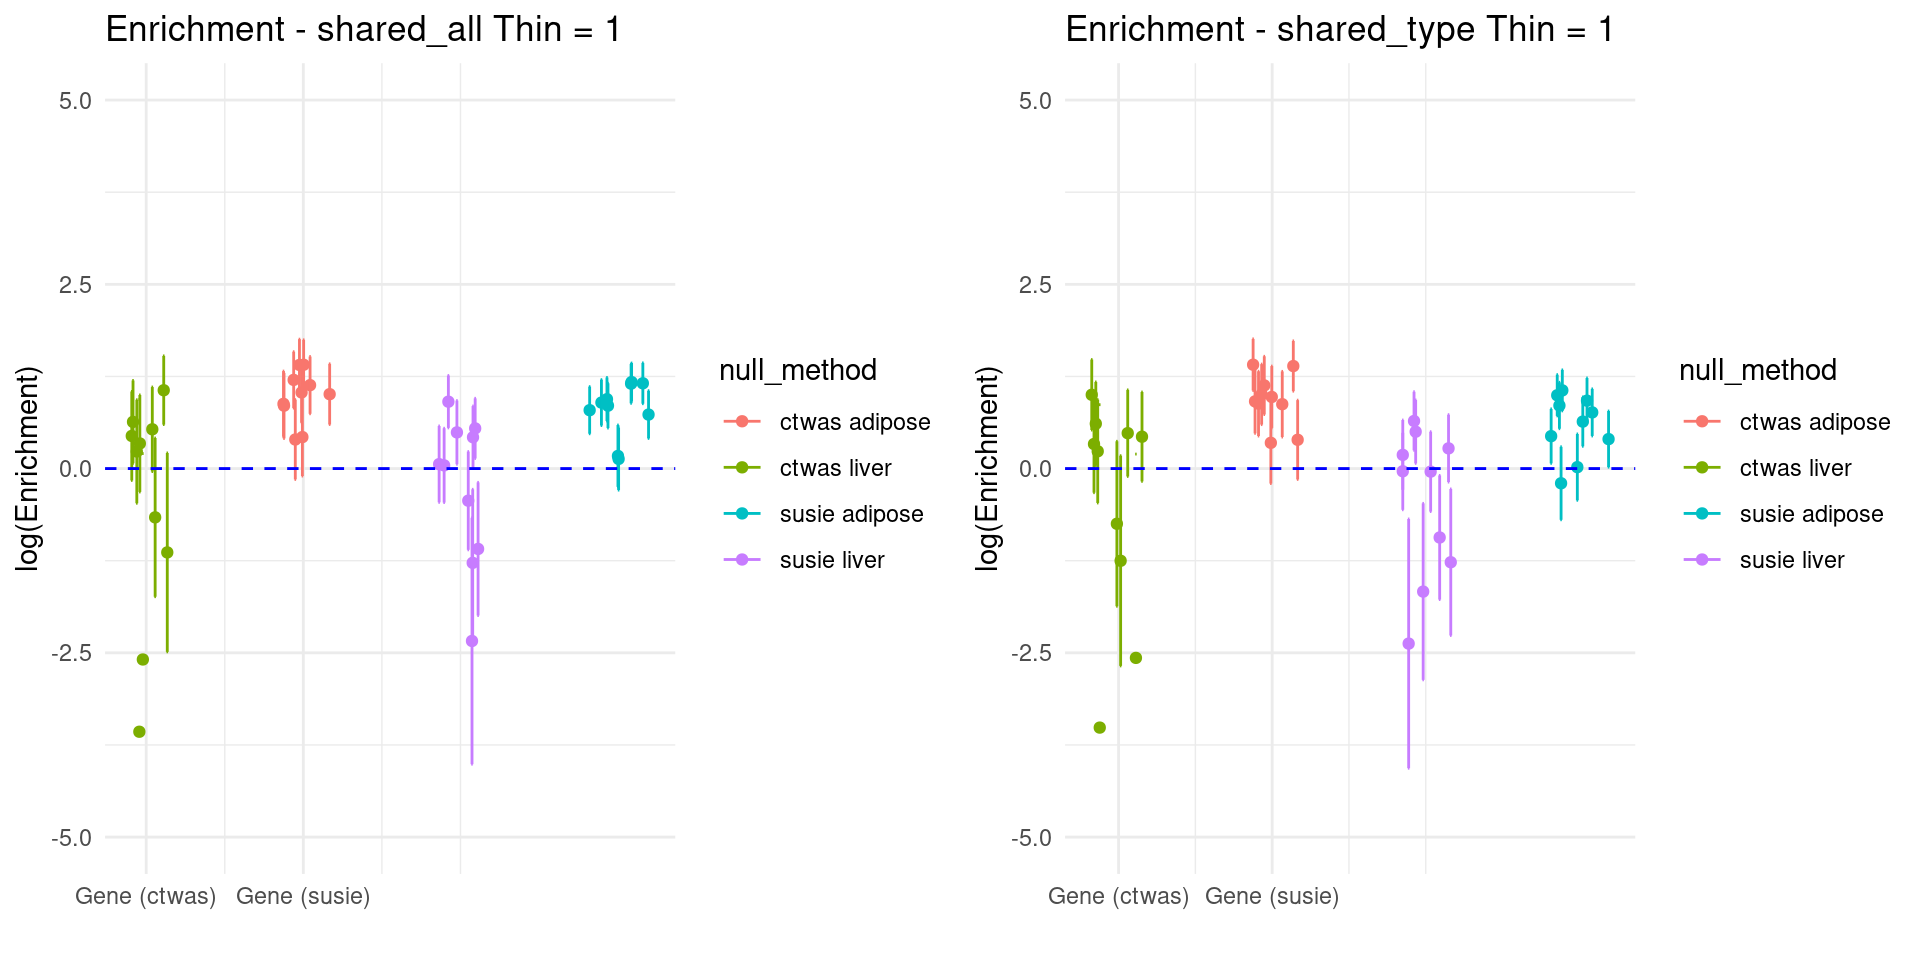 Enrichment - shared_all Thin = 1
5.0
2.5
0.0
-2.5
-5.0
log(Enrichment)
Gene (ctwas)
Gene (susie)
null_method
ctwas adipose
ctwas liver
susie adipose
susie liver
Enrichment - shared_type Thin = 1
5.0
2.5
0.0
-2.5
-5.0
log(Enrichment)
Gene (ctwas)
Gene (susie)
null_method
ctwas adipose
ctwas liver
susie adipose
susie liver